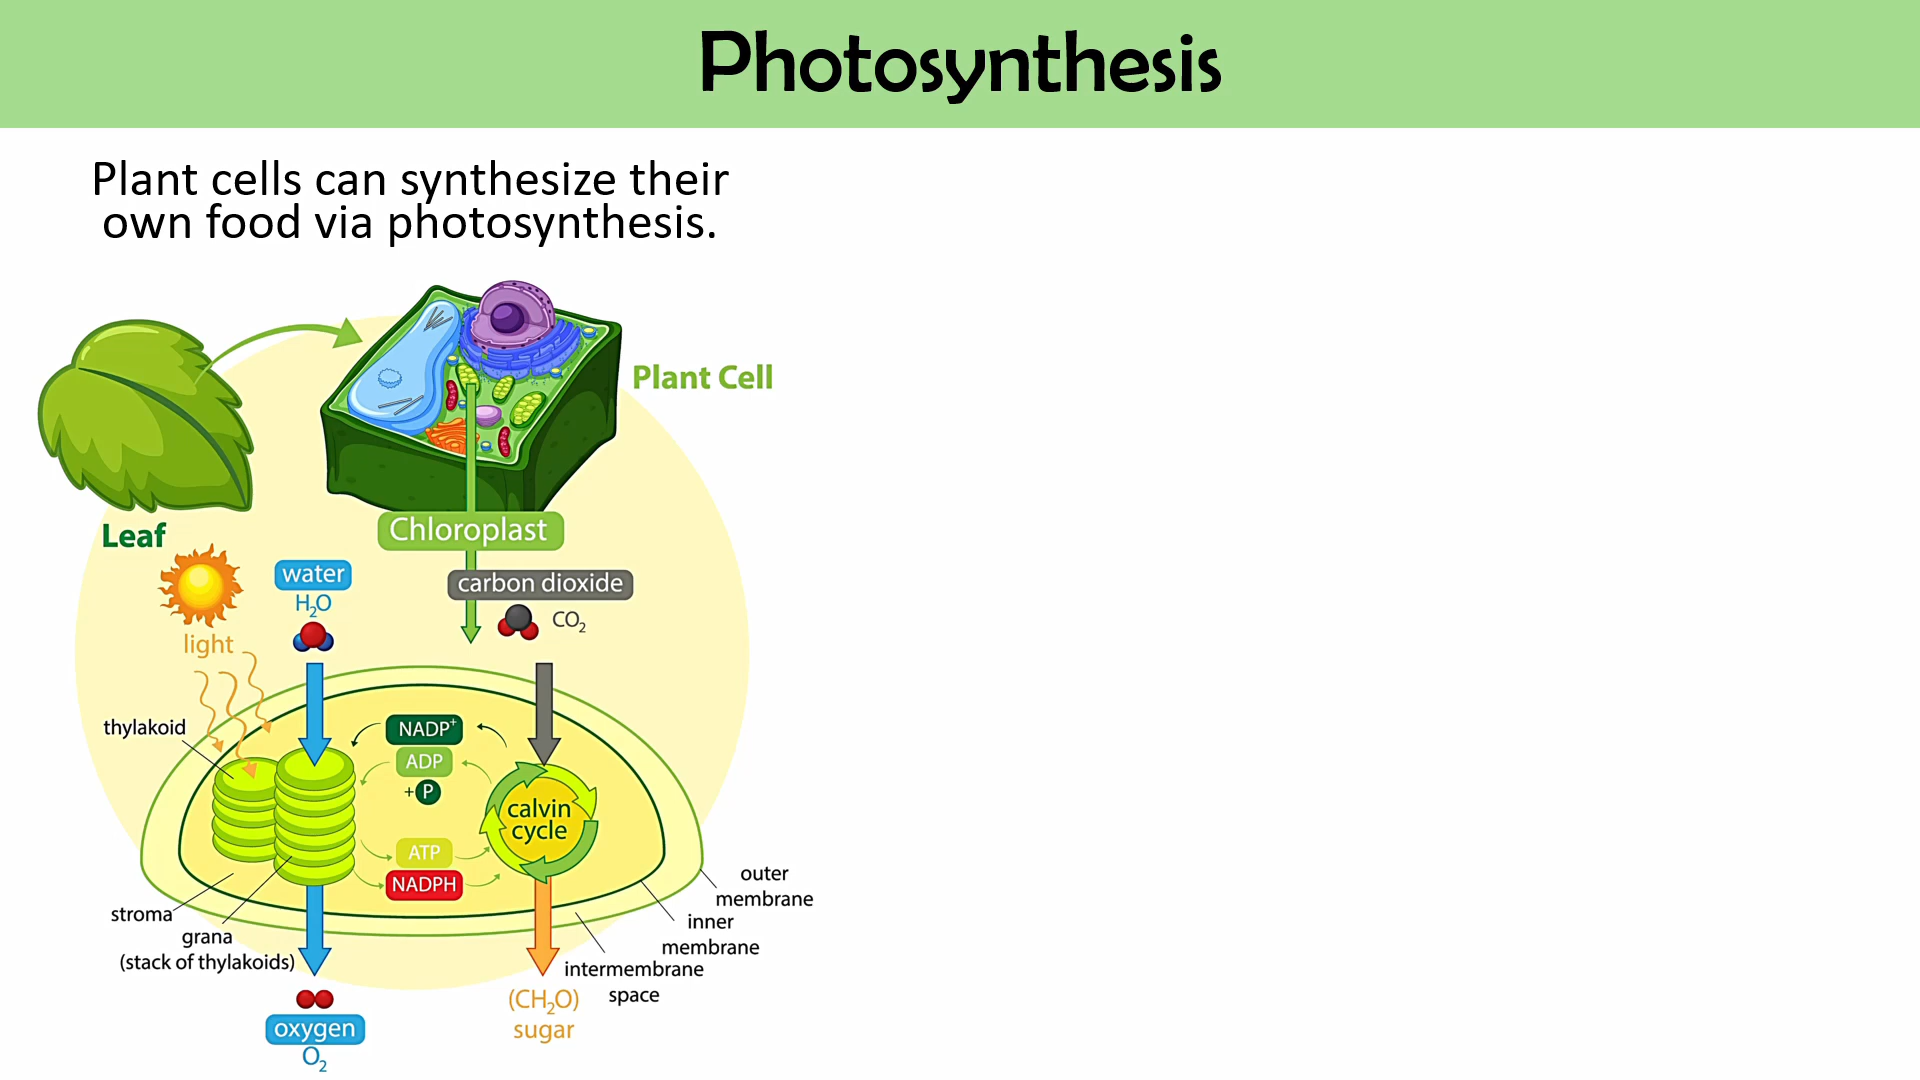 Photosynthesis
Plant cells can synthesize their
own food via photosynthesis.
Plant Cell
Leaf
Chloroplast
water
H₂O
carbon dioxide
CO₂
light
thylakoid
NADP⁺
ADP
+ P
calvin
cycle
ATP
NADPH
stroma
grana
(stack of thylakoids)
outer
membrane
inner
membrane
intermembrane
space
(CH₂O)
sugar
oxygen
O₂